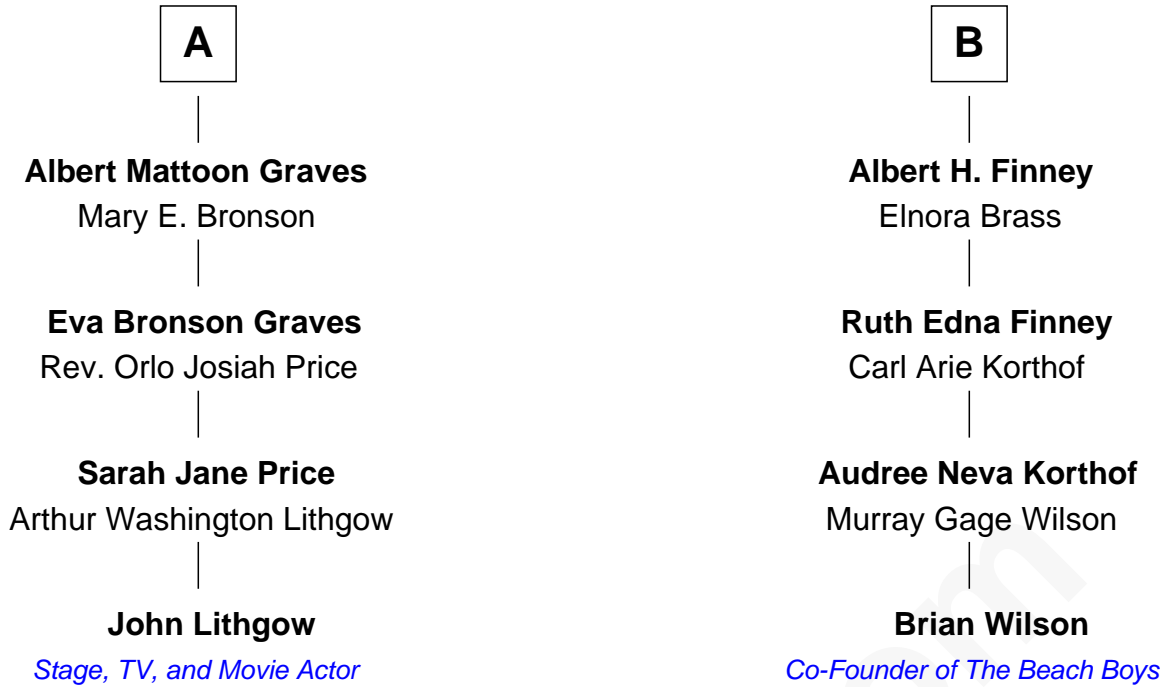 A
B
Albert Mattoon Graves
Mary E. Bronson
Albert H. Finney
Elnora Brass
Eva Bronson Graves
Rev. Orlo Josiah Price
Ruth Edna Finney
Carl Arie Korthof
Sarah Jane Price
Arthur Washington Lithgow
Audree Neva Korthof
Murray Gage Wilson
John Lithgow
Stage, TV, and Movie Actor
Brian Wilson
Co-Founder of The Beach Boys